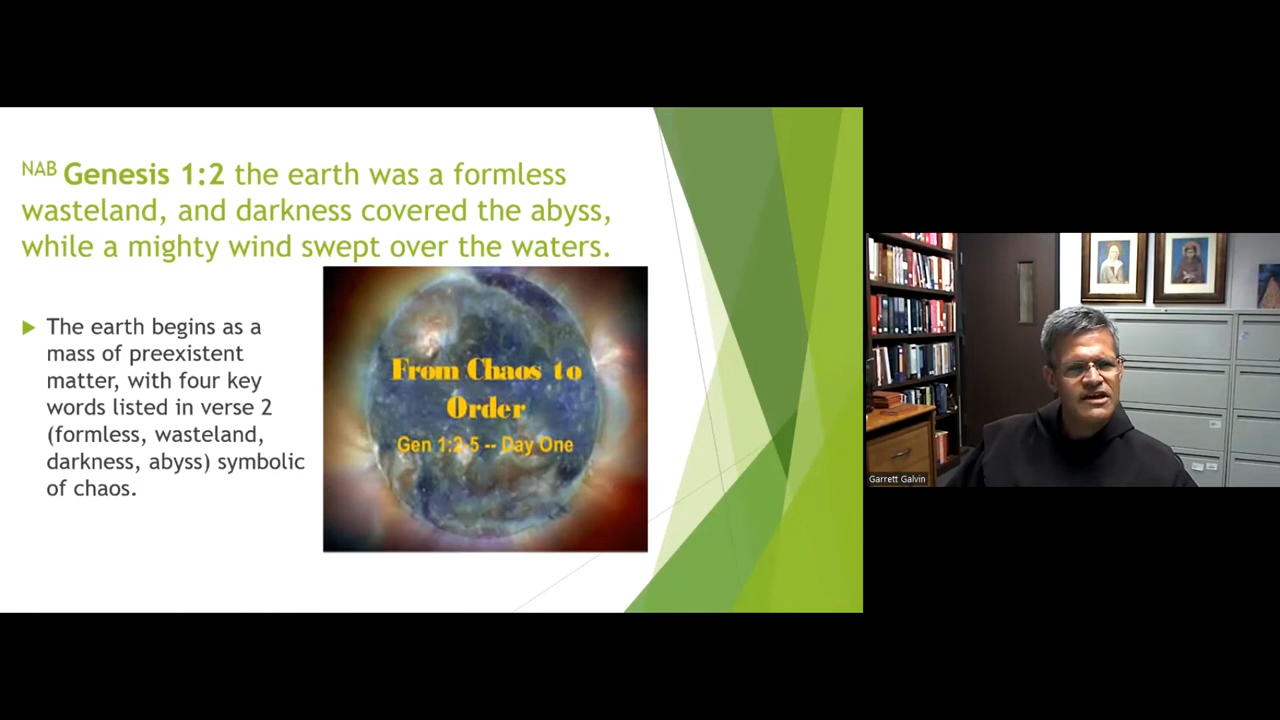 NAB Genesis 1:2 the earth was a formless
wasteland, and darkness covered the abyss,
while a mighty wind swept over the waters.
The earth begins as a
mass of preexistent
matter, with four key
words listed in verse 2
(formless, wasteland,
darkness, abyss) symbolic
of chaos.
From Chaos to
Order
Gen 1:2-5 -- Day One
Garrett Galvin